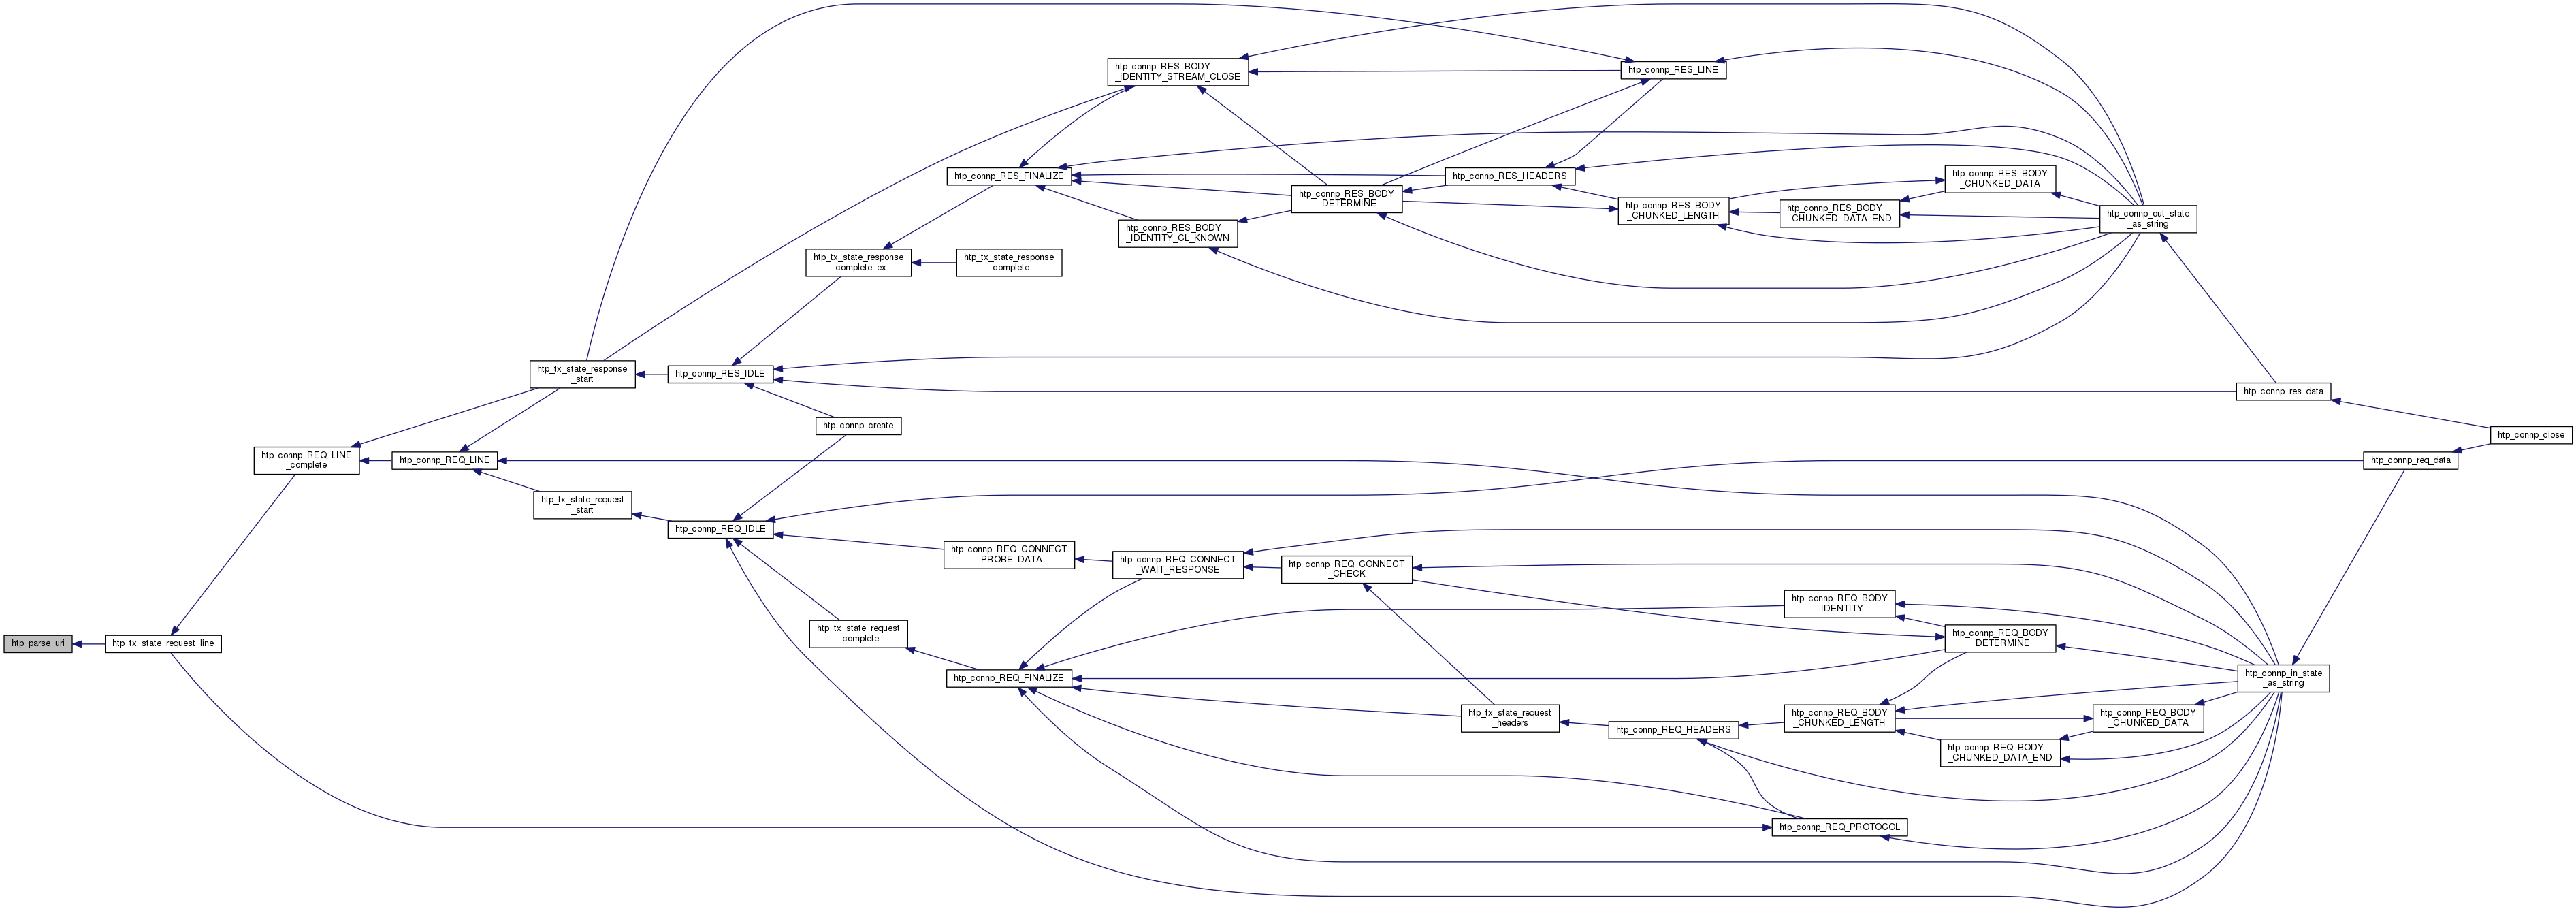 htp_connp_RES_BODY
_IDENTITY_STREAM_CLOSE
htp_connp_RES_LINE
htp_connp_RES_FINALIZE
htp_connp_RES_HEADERS
htp_connp_RES_BODY
_CHUNKED_DATA
htp_connp_RES_BODY
_DETERMINE
htp_connp_RES_BODY
_CHUNKED_LENGTH
htp_connp_RES_BODY
_CHUNKED_DATA_END
htp_connp_out_state
_as_string
htp_connp_RES_BODY
_IDENTITY_CL_KNOWN
htp_tx_state_response
_complete_ex
htp_tx_state_response
_complete
htp_tx_state_response
_start
htp_connp_RES_IDLE
htp_connp_res_data
htp_connp_create
htp_connp_close
htp_connp_REQ_LINE
_complete
htp_connp_REQ_LINE
htp_connp_req_data
htp_tx_state_request
_start
htp_connp_REQ_IDLE
htp_connp_REQ_CONNECT
_PROBE_DATA
htp_connp_REQ_CONNECT
_WAIT_RESPONSE
htp_connp_REQ_CONNECT
_CHECK
htp_connp_REQ_BODY
_IDENTITY
htp_tx_state_request
_complete
htp_connp_REQ_BODY
_DETERMINE
htp_parse_uri
htp_tx_state_request_line
htp_connp_REQ_FINALIZE
htp_connp_in_state
_as_string
htp_tx_state_request
_headers
htp_connp_REQ_HEADERS
htp_connp_REQ_BODY
_CHUNKED_LENGTH
htp_connp_REQ_BODY
_CHUNKED_DATA
htp_connp_REQ_BODY
_CHUNKED_DATA_END
htp_connp_REQ_PROTOCOL